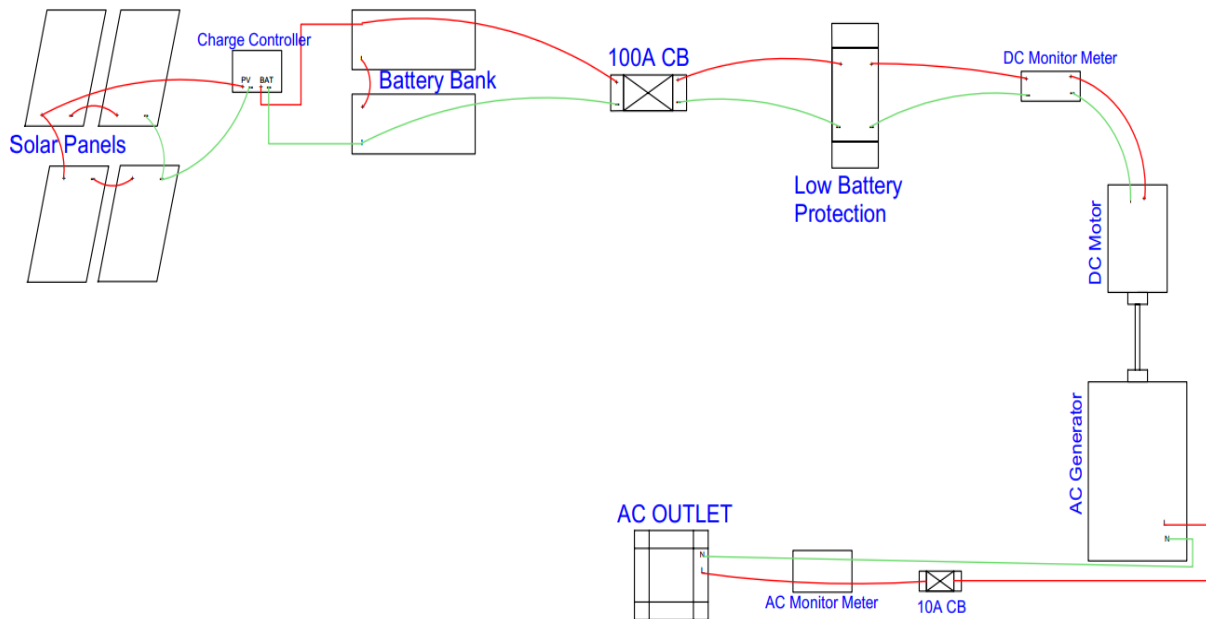 Charge Controller
PV BAT
Solar Panels
Battery Bank
100A CB
Low Battery
Protection
DC Monitor Meter
DC Motor
AC Generator
L
N
AC OUTLET
N
L
AC Monitor Meter
10A CB